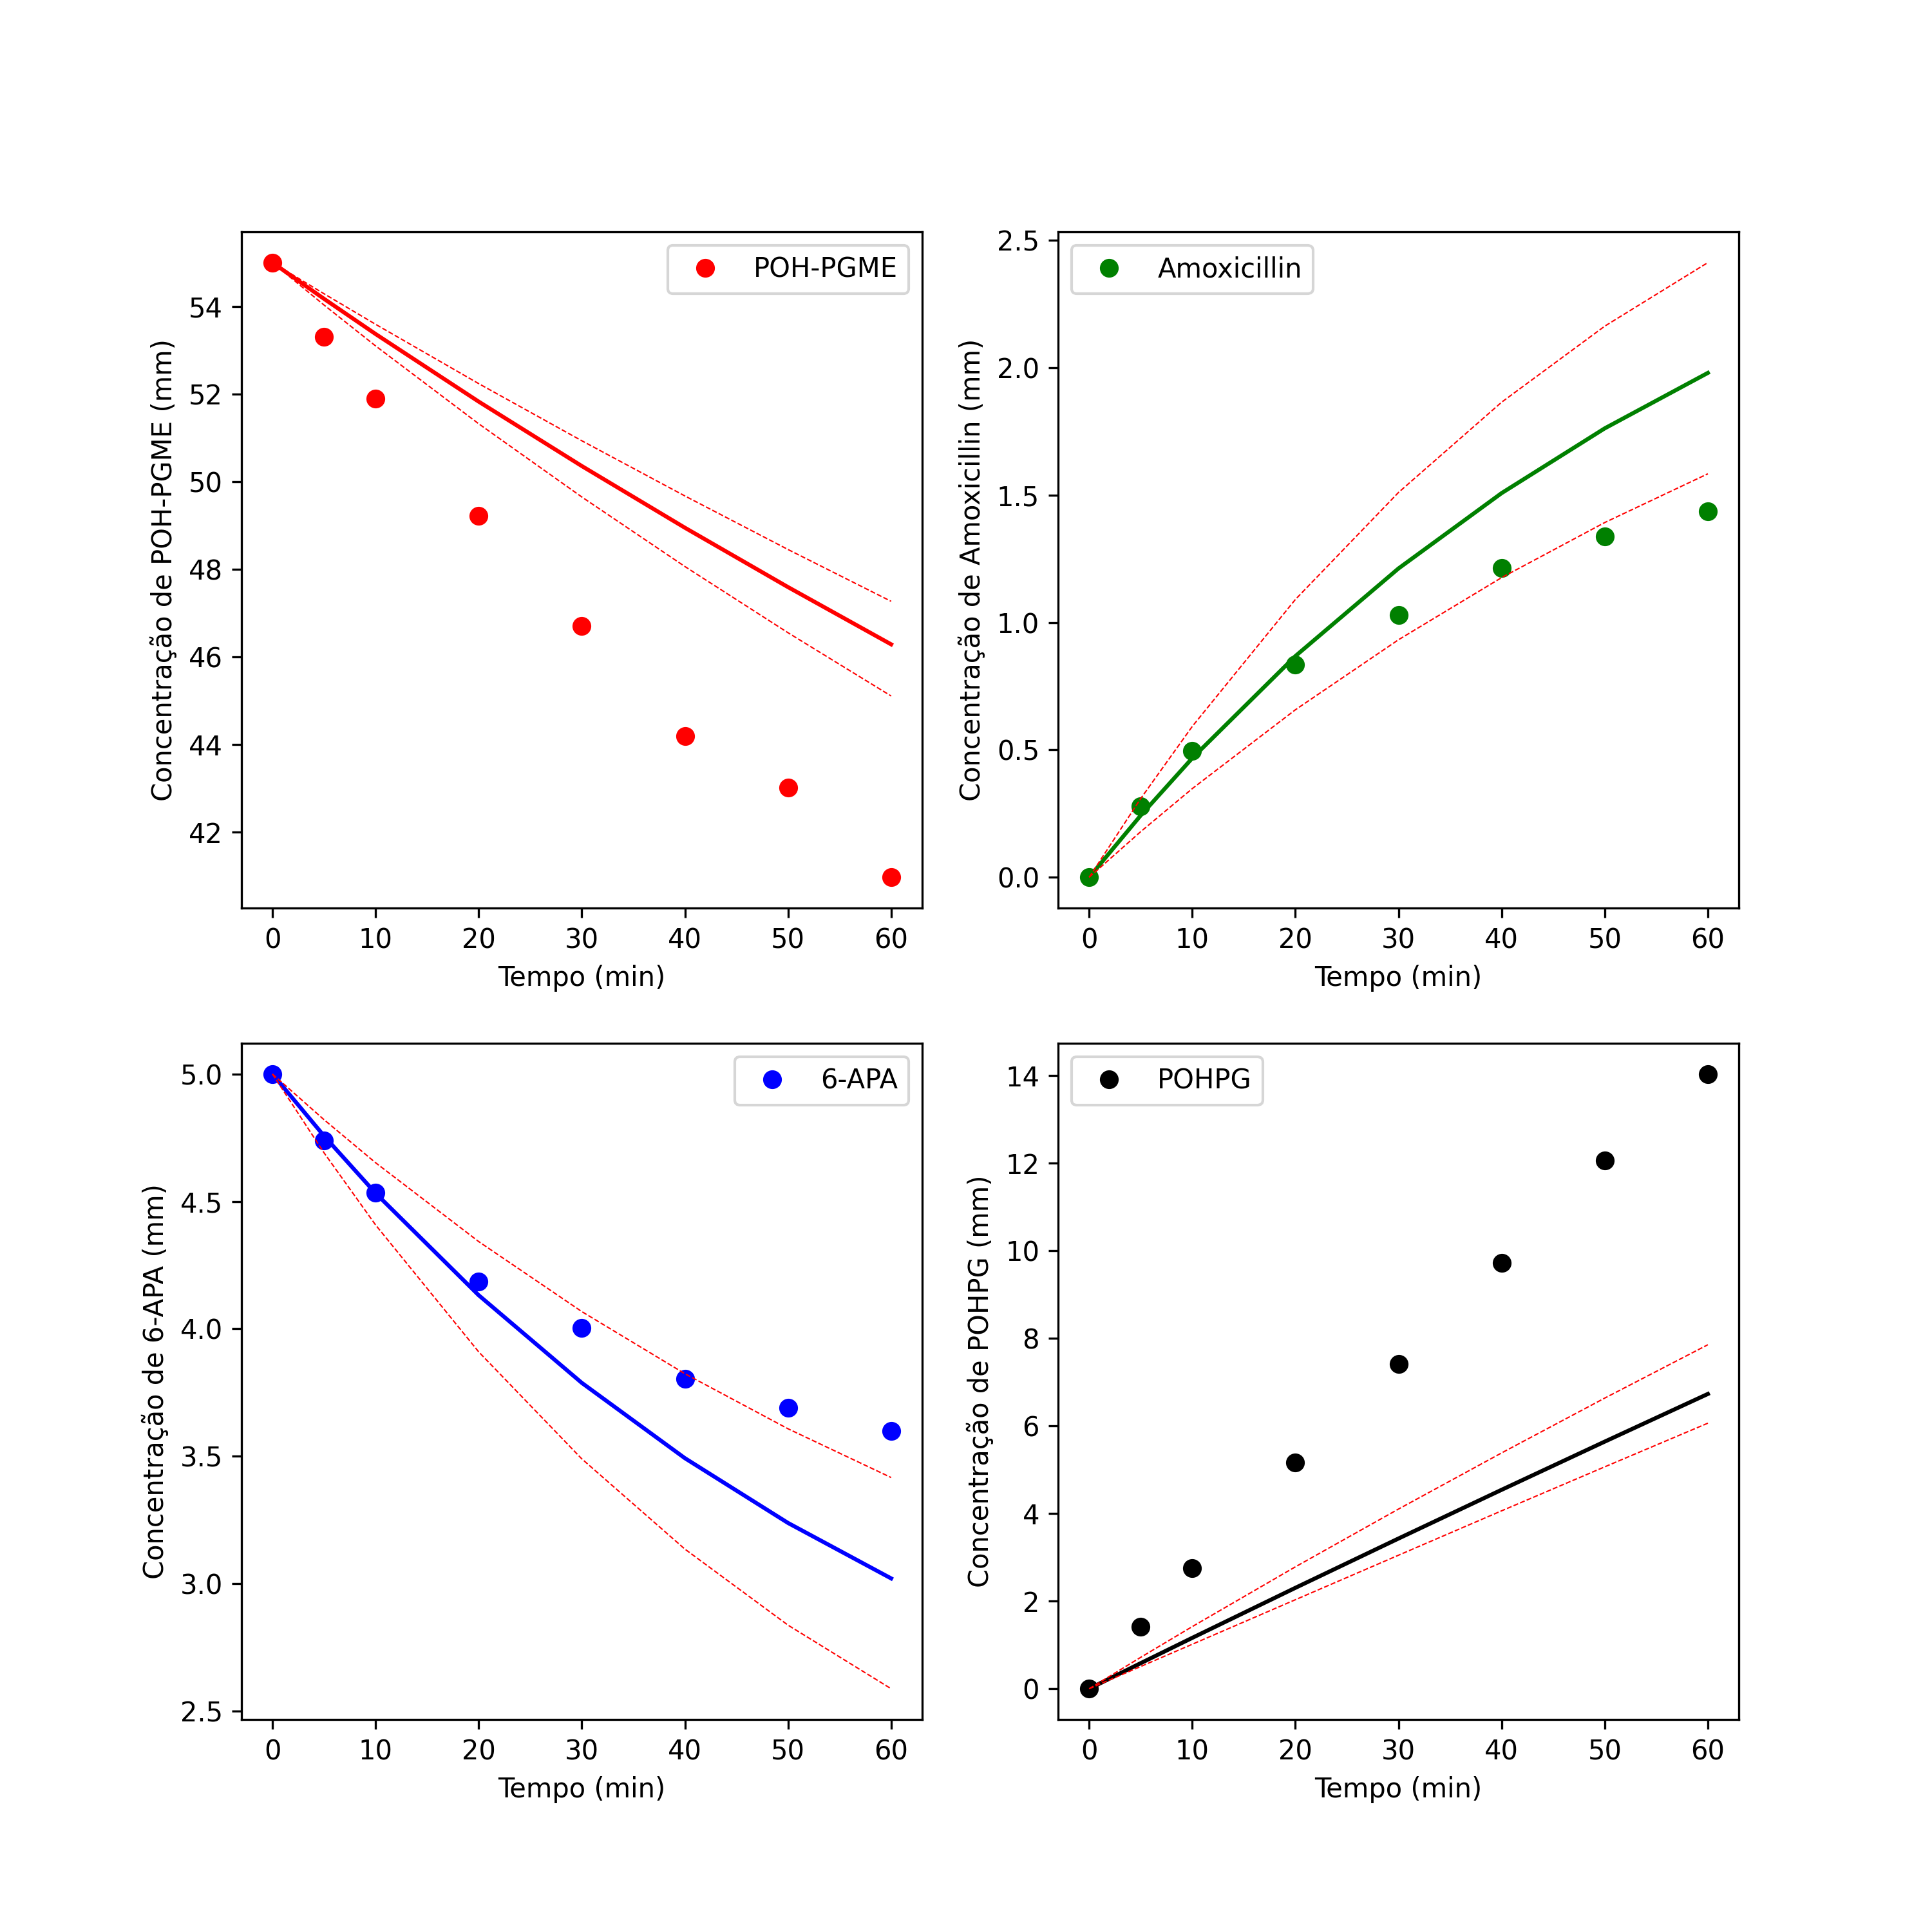 POH-PGME
Concentração de POH-PGME (mm)
54
52
50
48
46
44
42
0 10 20 30 40 50 60
Tempo (min)
Amoxicillin
Concentração de Amoxicillin (mm)
2.5
2.0
1.5
1.0
0.5
0.0
0 10 20 30 40 50 60
Tempo (min)
6-APA
Concentração de 6-APA (mm)
5.0
4.5
4.0
3.5
3.0
2.5
0 10 20 30 40 50 60
Tempo (min)
POHPG
Concentração de POHPG (mm)
14
12
10
8
6
4
2
0
0 10 20 30 40 50 60
Tempo (min)